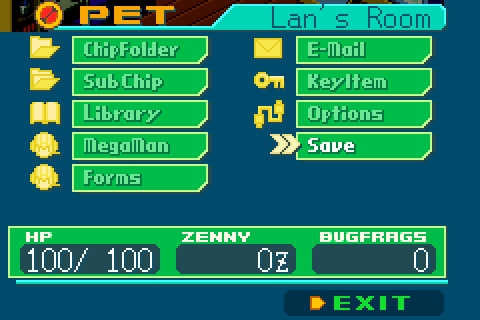 PET
Lan's Room
ChipFolder
SubChip
Library
MegaMan
Forms
E-Mail
KeyItem
Options
Save
HP
100/ 100
ZENNY
0z
BUGFRAGS
0
EXIT